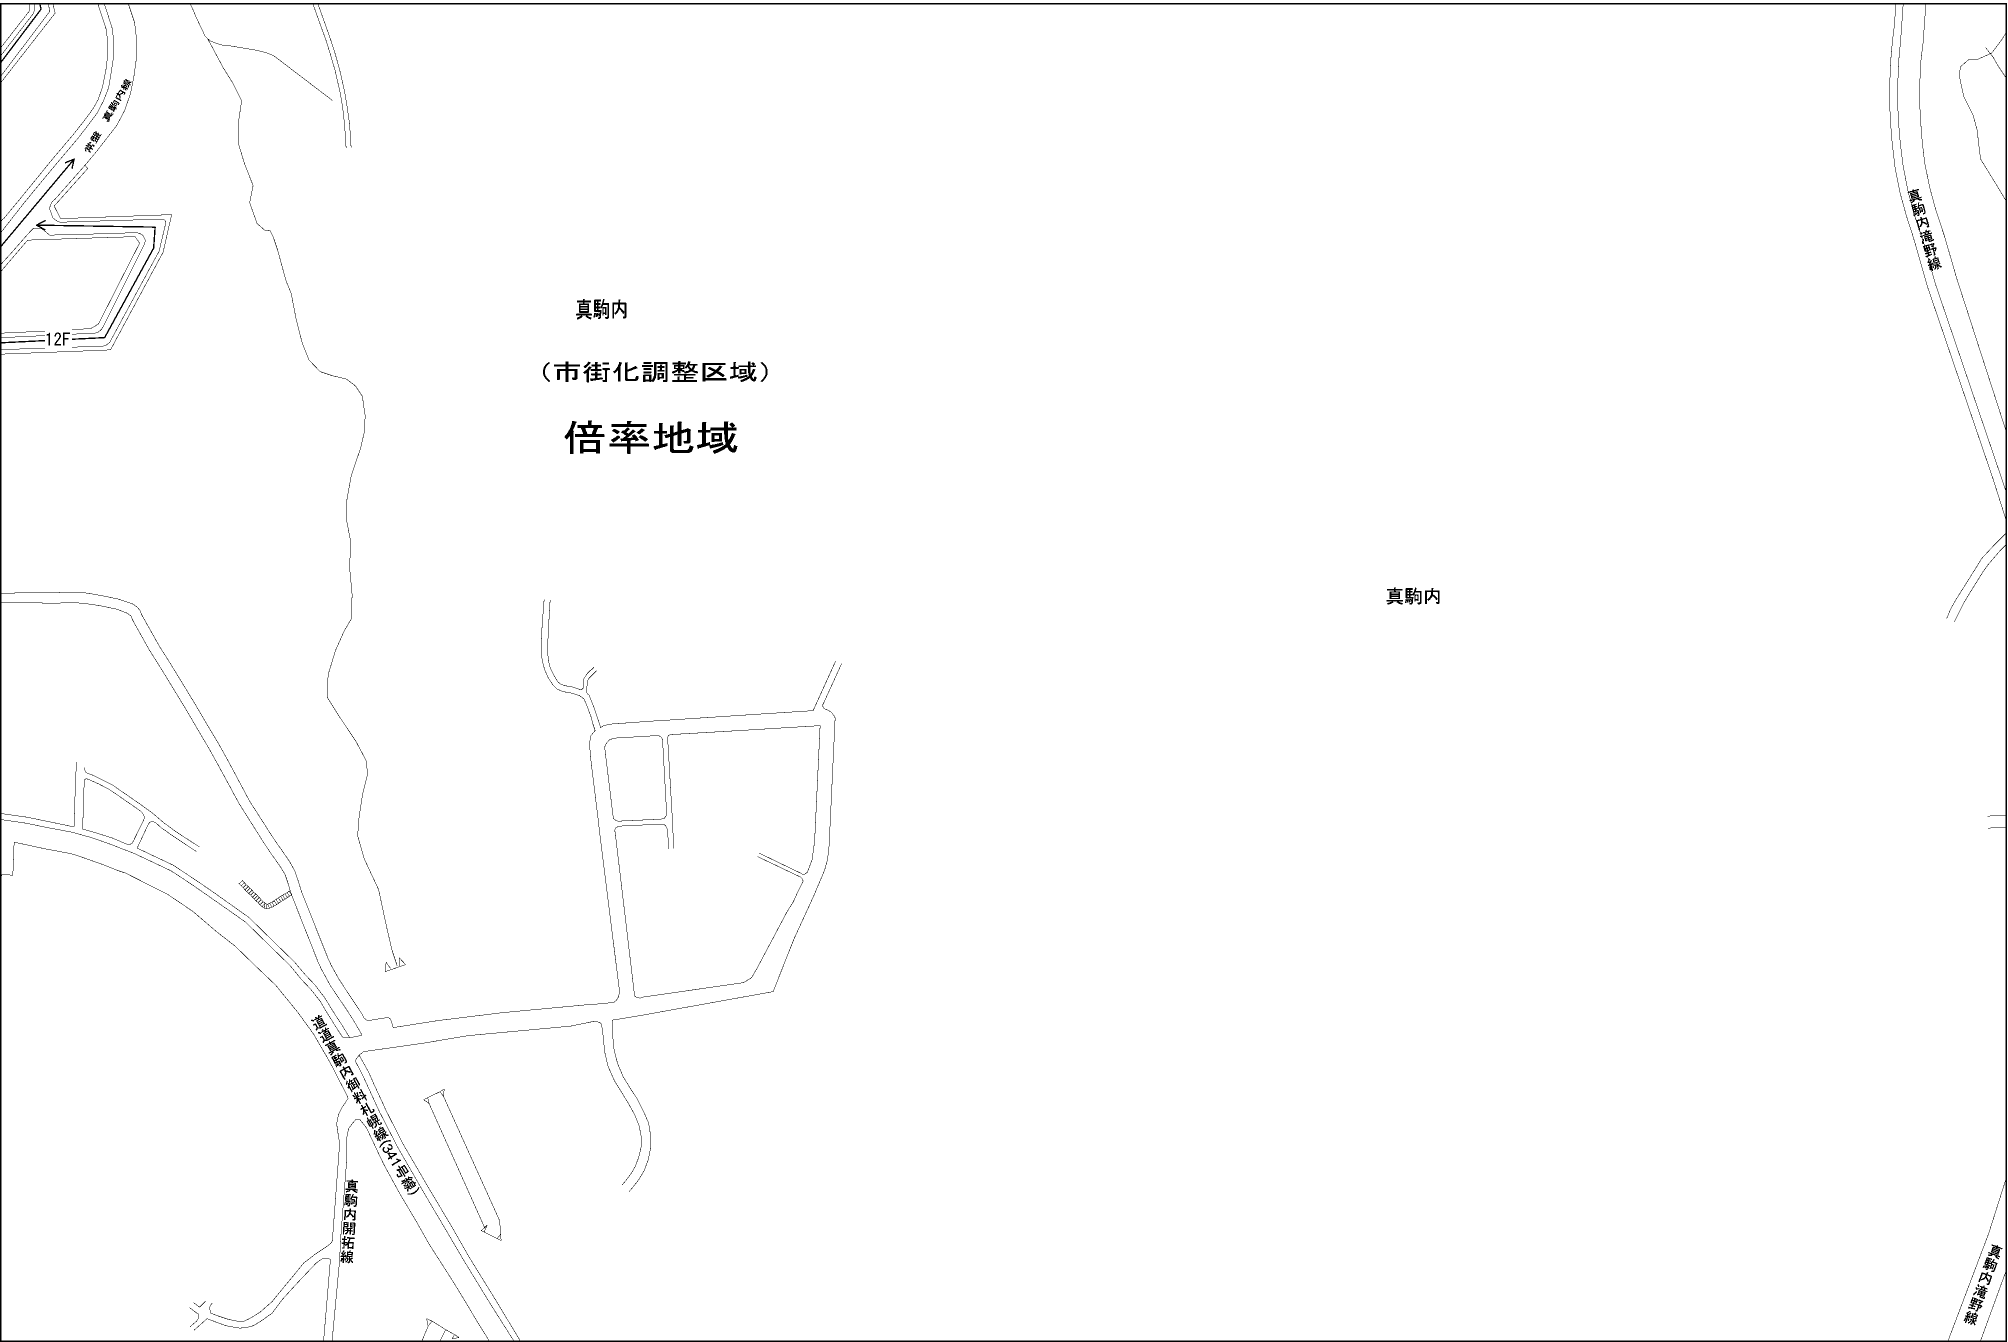 常盤　真駒内線
真駒内滝野線
真駒内
12F
（市街化調整区域）
倍率地域
真駒内
道道真駒内御料札幌線(341号線)
真駒内開拓線
真駒内滝野線